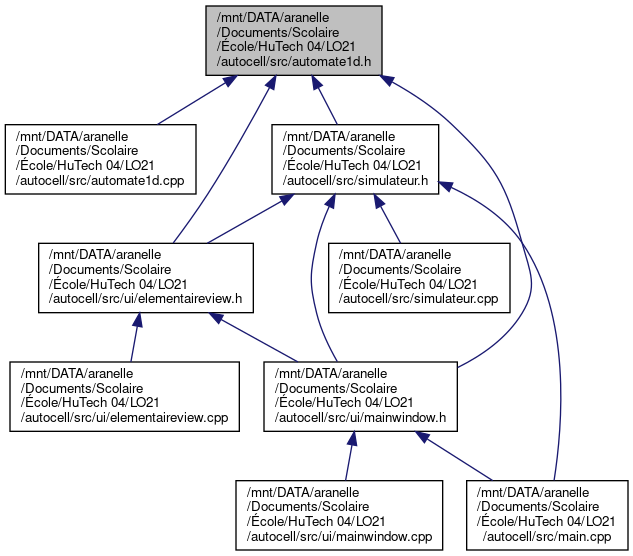 /mnt/DATA/aranelle
/Documents/Scolaire
/École/HuTech 04/LO21
/autocell/src/automate1d.h
/mnt/DATA/aranelle
/Documents/Scolaire
/École/HuTech 04/LO21
/autocell/src/automate1d.cpp
/mnt/DATA/aranelle
/Documents/Scolaire
/École/HuTech 04/LO21
/autocell/src/simulateur.h
/mnt/DATA/aranelle
/Documents/Scolaire
/École/HuTech 04/LO21
/autocell/src/ui/elementaireview.h
/mnt/DATA/aranelle
/Documents/Scolaire
/École/HuTech 04/LO21
/autocell/src/simulateur.cpp
/mnt/DATA/aranelle
/Documents/Scolaire
/École/HuTech 04/LO21
/autocell/src/ui/elementaireview.cpp
/mnt/DATA/aranelle
/Documents/Scolaire
/École/HuTech 04/LO21
/autocell/src/ui/mainwindow.h
/mnt/DATA/aranelle
/Documents/Scolaire
/École/HuTech 04/LO21
/autocell/src/ui/mainwindow.cpp
/mnt/DATA/aranelle
/Documents/Scolaire
/École/HuTech 04/LO21
/autocell/src/main.cpp